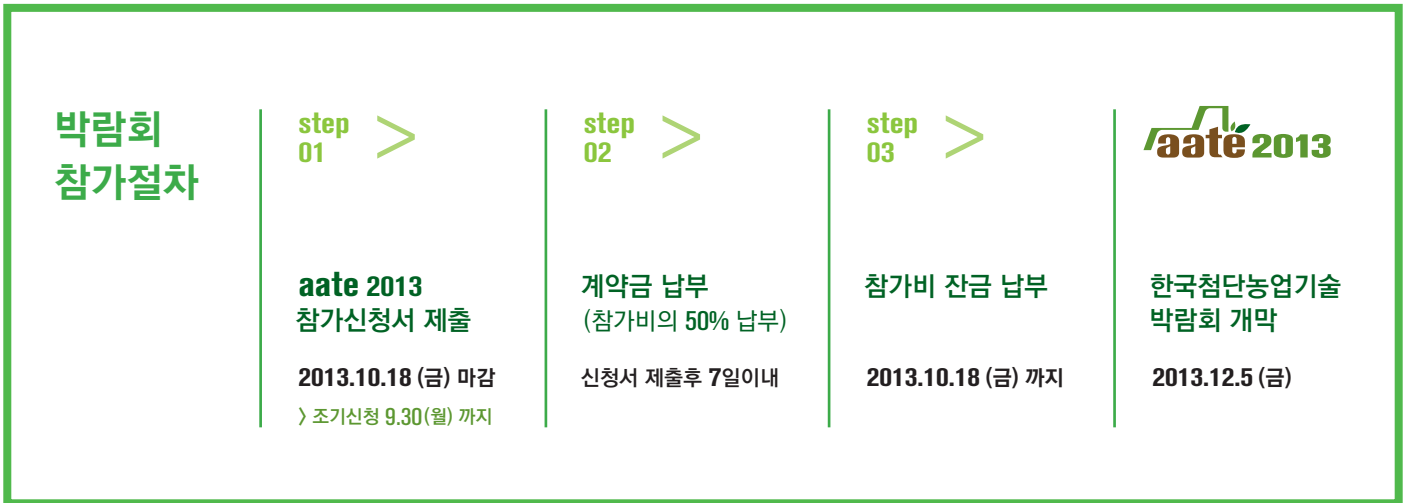 박람회
참가절차
step
01
>
aate 2013
참가신청서 제출
2013.10.18 (금) 마감
> 조기신청 9.30(월) 까지
step
02
>
계약금 납부
(참가비의 50% 납부)
신청서 제출후 7일이내
step
03
>
참가비 잔금 납부
2013.10.18 (금) 까지
aate 2013
한국첨단농업기술
박람회 개막
2013.12.5 (금)